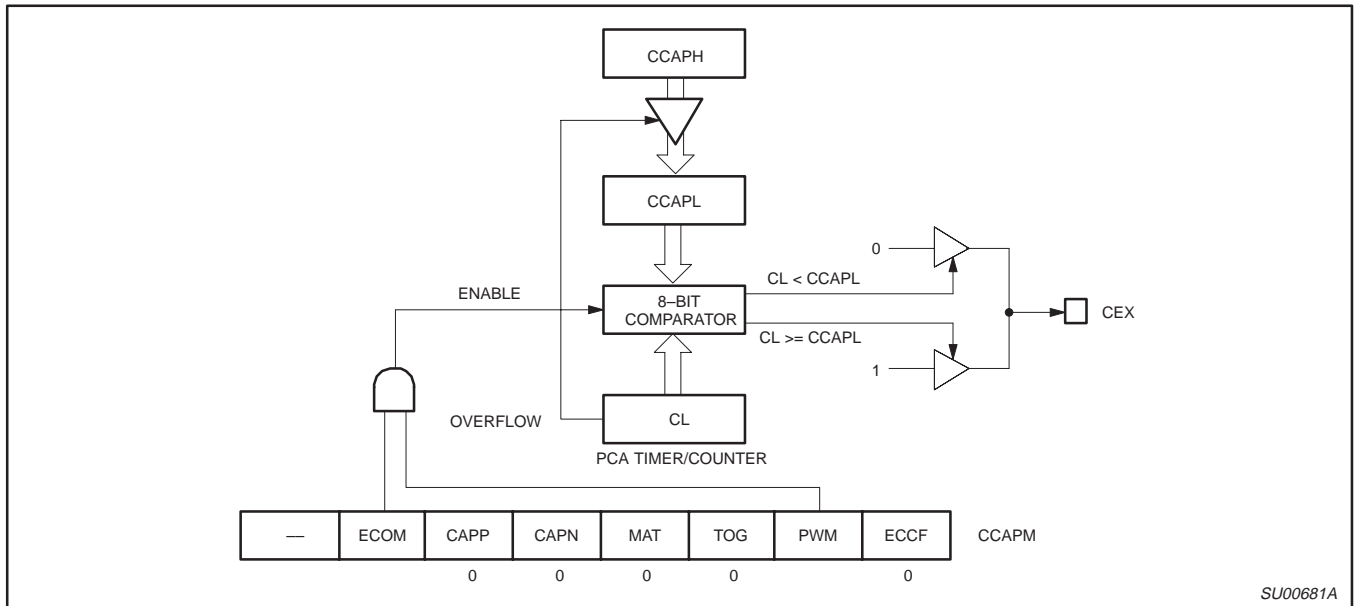 CCAPH
CCAPL
0
CL < CCAPL
ENABLE
8–BIT
COMPARATOR
CEX
CL >= CCAPL
1
OVERFLOW
CL
PCA TIMER/COUNTER
— ECOM CAPP CAPN MAT TOG PWM ECCF CCAPM
0 0 0 0 0
SU00681A